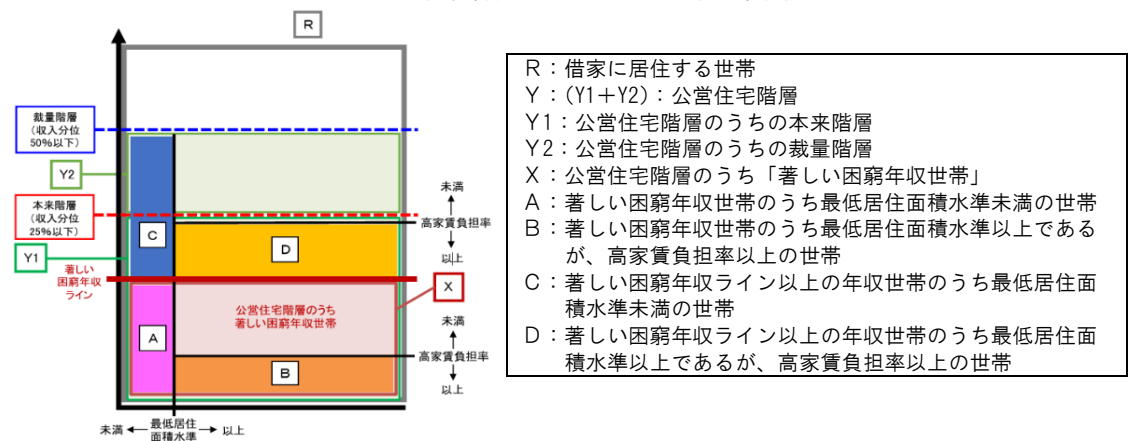 R
裁量階層
(収入分位
50%以下)
Y2
本来階層
(収入分位
25%以下)
Y1
著しい
困窮年収
ライン
C
D
A
B
公営住宅階層のうち
著しい困窮年収世帯
X
未満
高家賃負担率
以上
未満
高家賃負担率
以上
未満
最低居住
面積水準
以上
R:借家に居住する世帯
Y:(Y1+Y2):公営住宅階層
Y1:公営住宅階層のうちの本来階層
Y2:公営住宅階層のうちの裁量階層
X:公営住宅階層のうち「著しい困窮年収世帯」
A:著しい困窮年収世帯のうち最低居住面積水準未満の世帯
B:著しい困窮年収世帯のうち最低居住面積水準以上である
が、高家賃負担率以上の世帯
C:著しい困窮年収ライン以上の年収世帯のうち最低居住面
積水準未満の世帯
D:著しい困窮年収ライン以上の年収世帯のうち最低居住面
積水準以上であるが、高家賃負担率以上の世帯